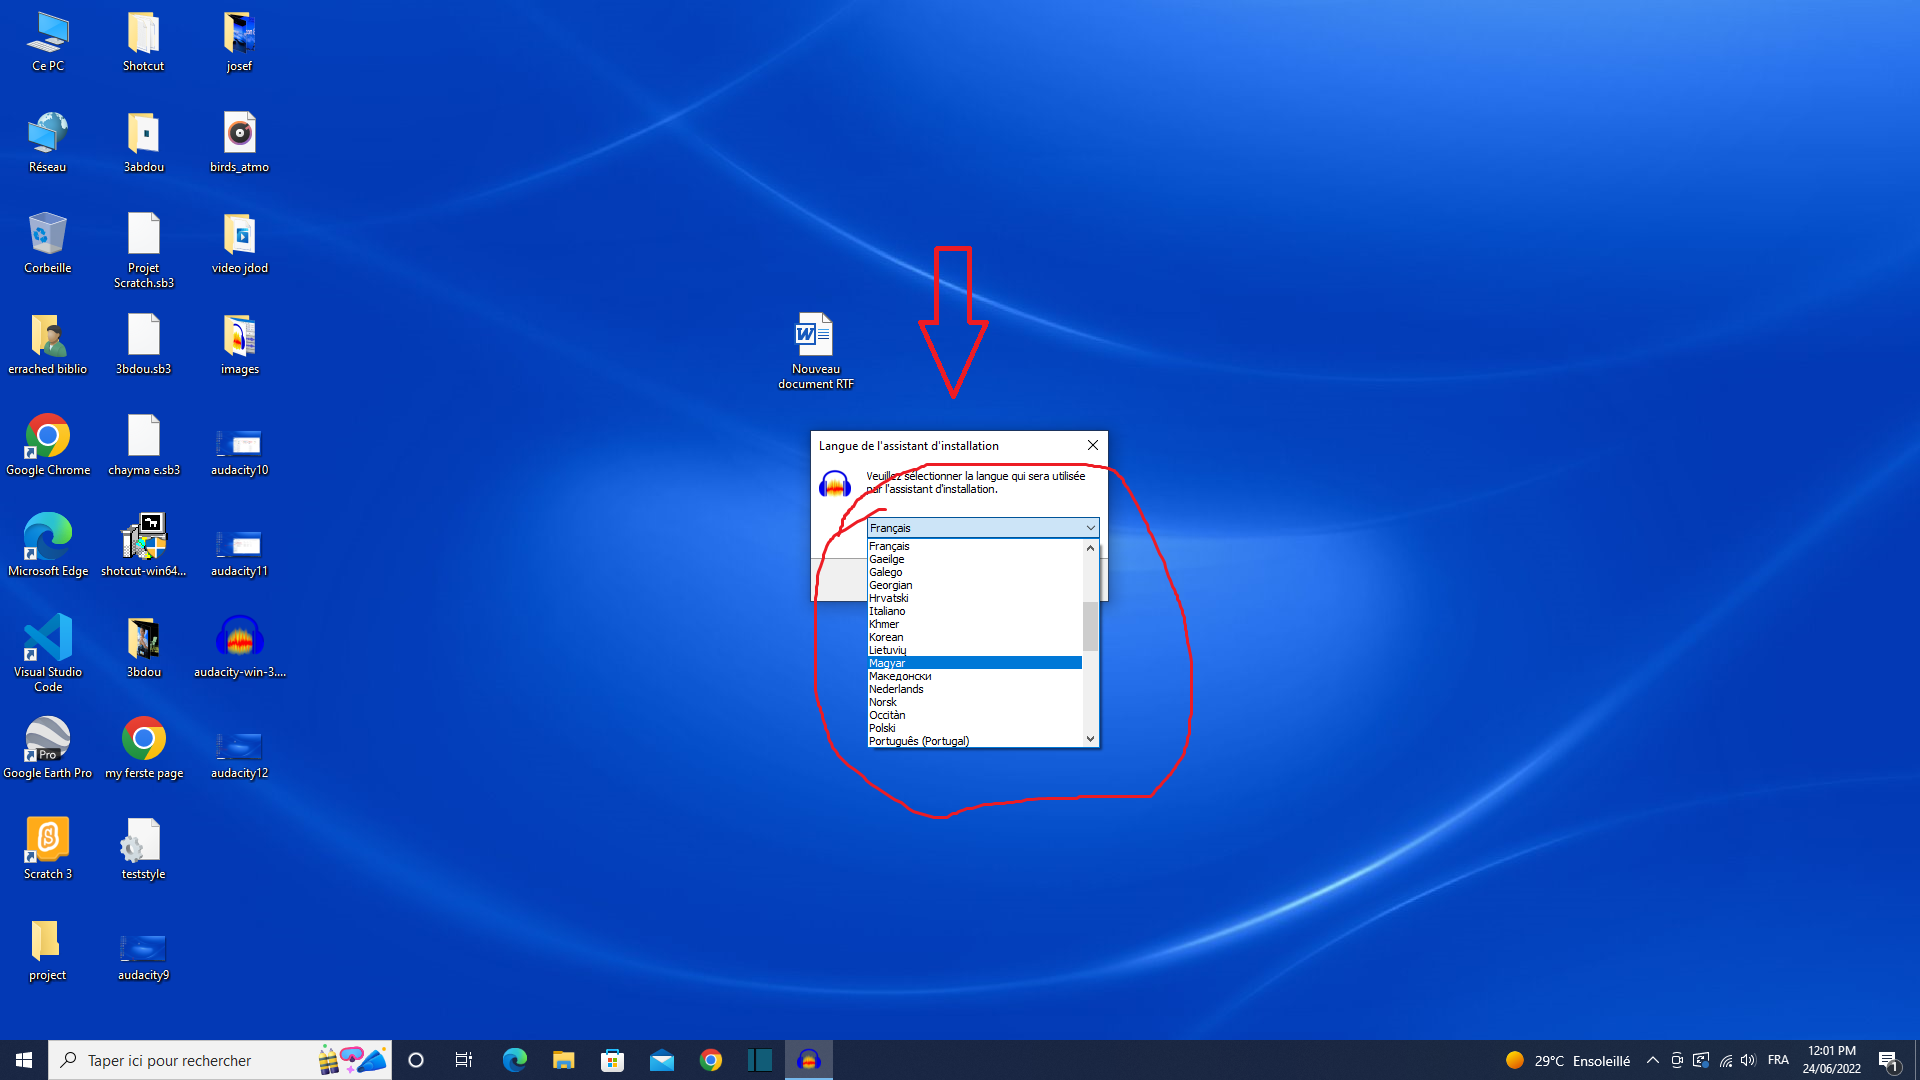 Ce PC
Shotcut
josef
Réseau
3abdou
birds_atmo
Corbeille
Projet
Scratch.sb3
video jdod
errached biblio
3bdou.sb3
images
Google Chrome
chayma e.sb3
audacity10
Microsoft Edge
shotcut-win64...
audacity11
Visual Studio
Code
3bdou
audacity-win-3....
Pro
Google Earth Pro
my ferste page
audacity12
Scratch 3
teststyle
project
audacity9
W
Nouveau
document RTF
Langue de l'assistant d'installation
Veuillez sélectionner la langue qui sera utilisée
par l'assistant d'installation.
Français
Français
Gaeilge
Galego
Georgian
Hrvatski
Italiano
Khmer
Korean
Lietuvių
Magyar
Македонски
Nederlands
Norsk
Occitàn
Polski
Português (Portugal)
Taper ici pour rechercher
29°C Ensoleillé
FRA
12:01 PM
24/06/2022
1